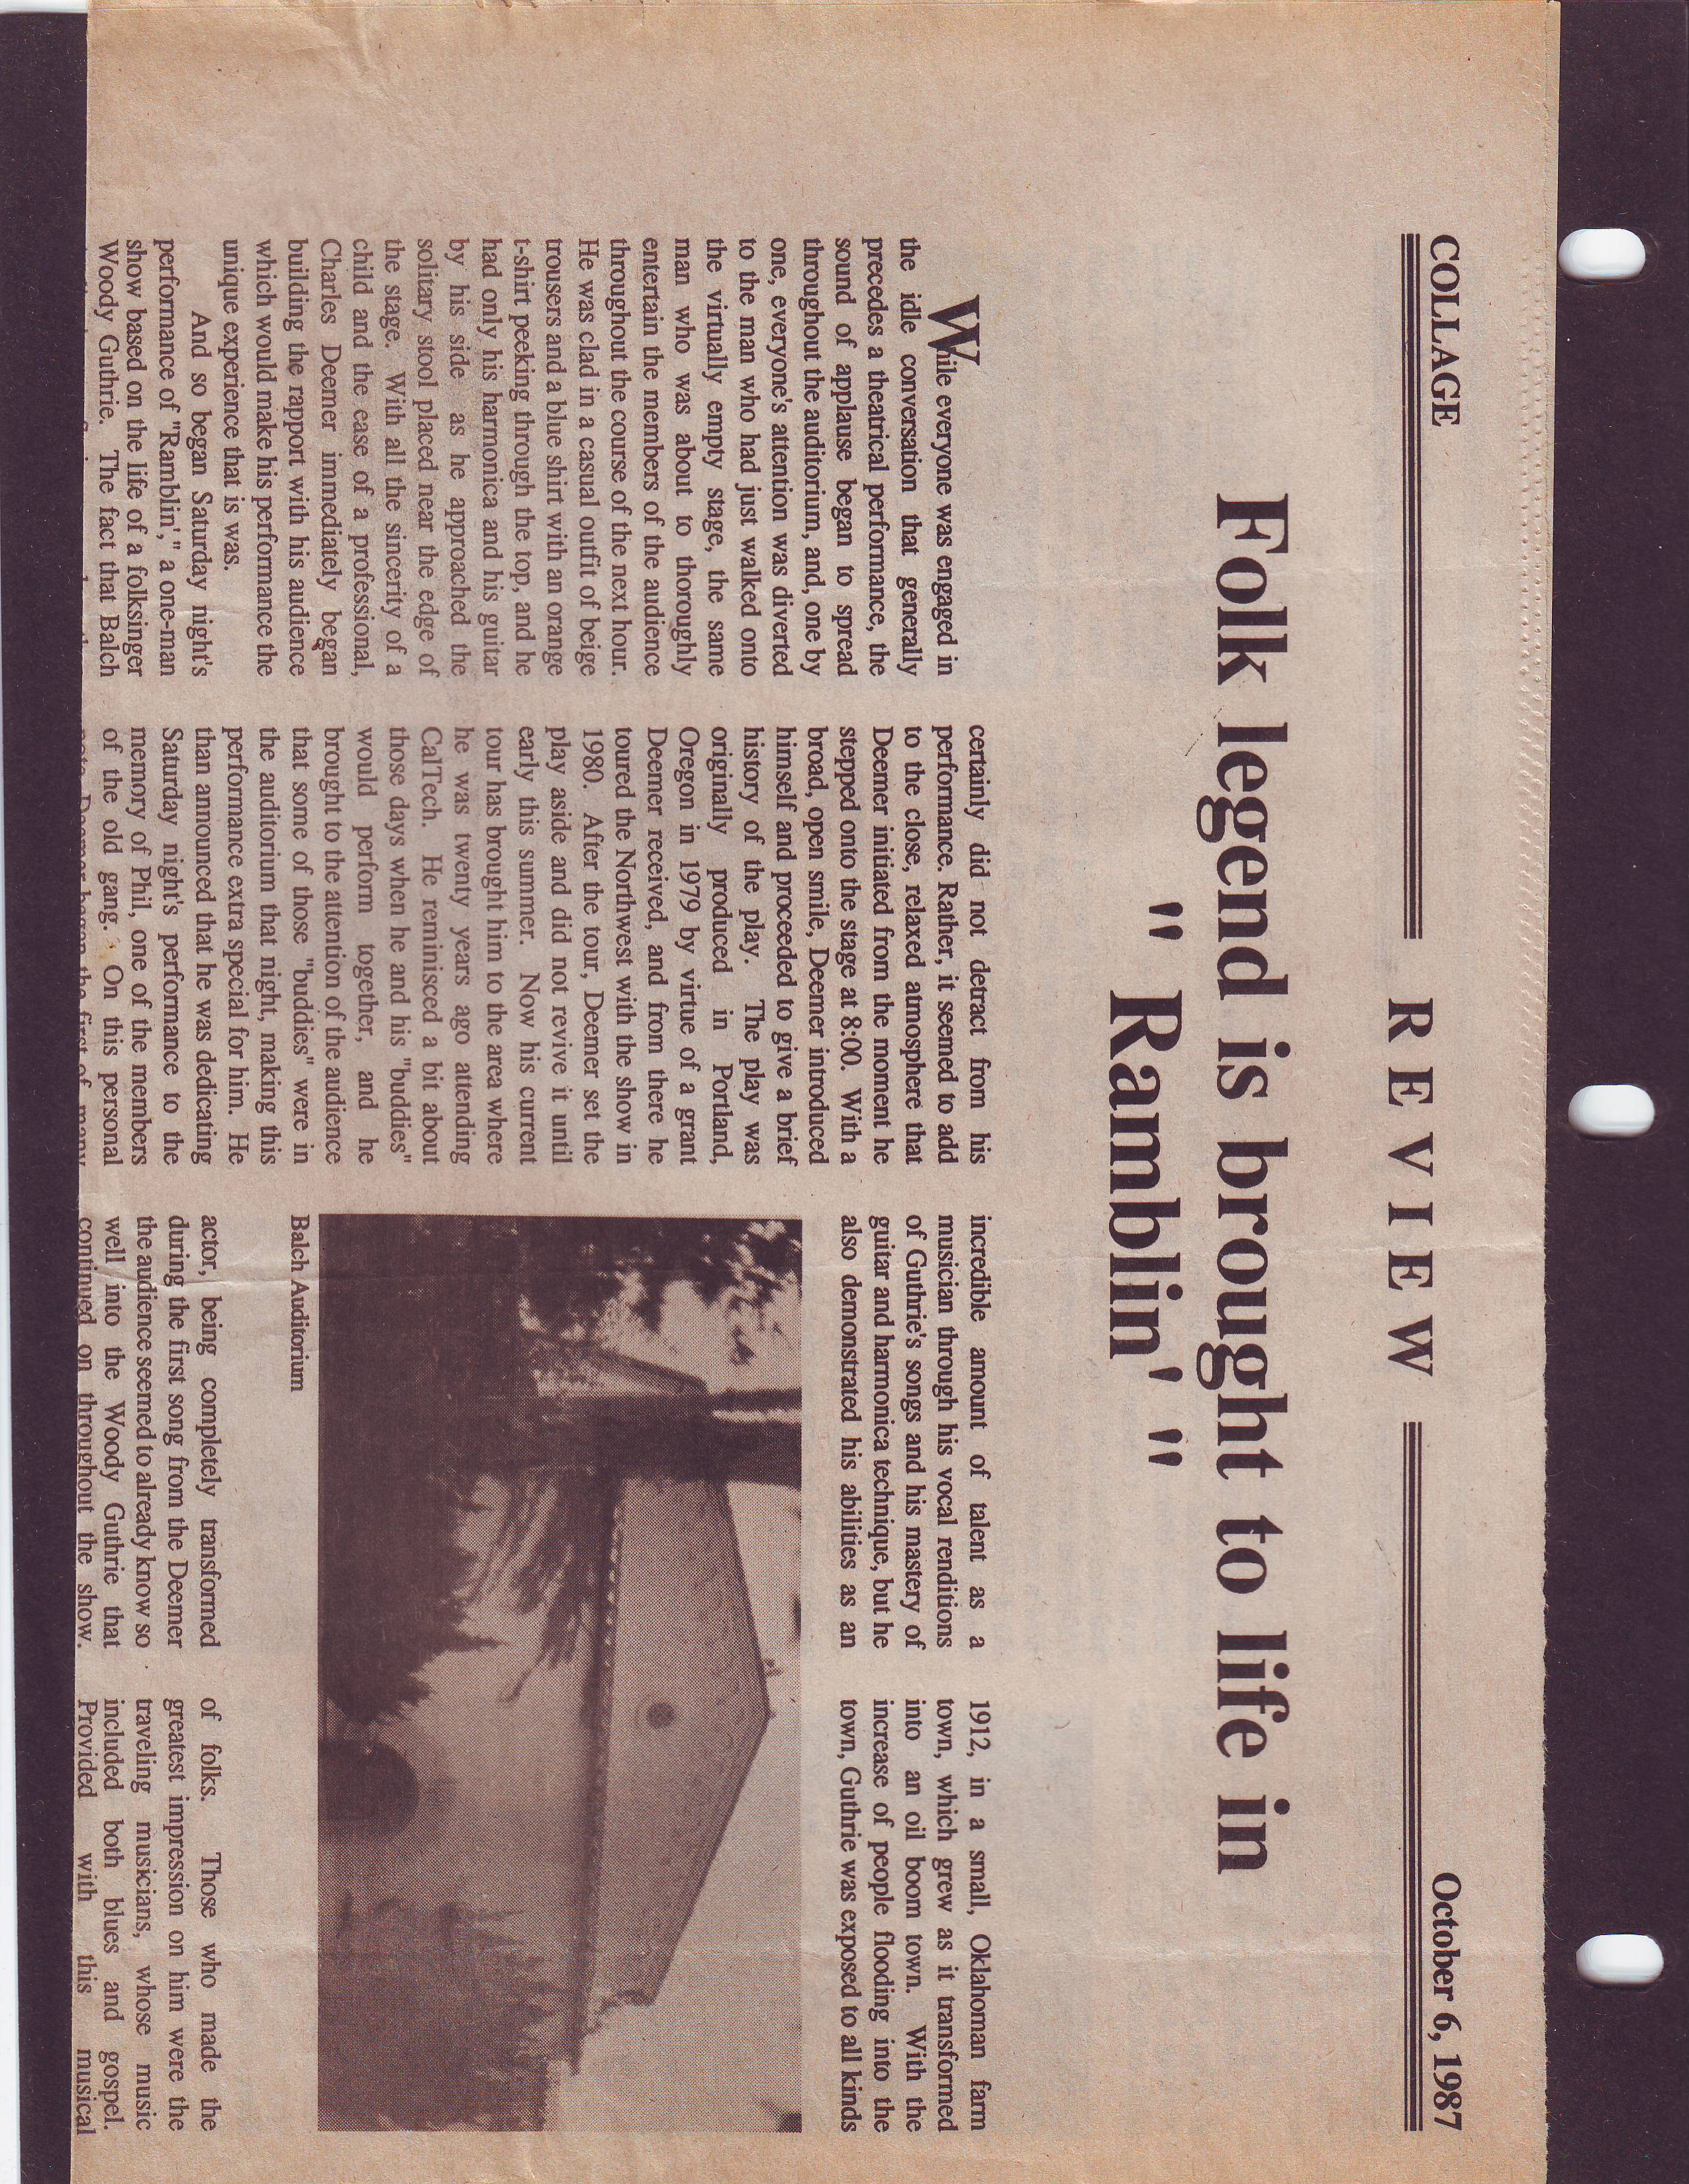 COLLAGE
October 6, 1987
REVIEW
Folk legend is brought to life in
" Ramblin' "
While everyone was engaged in
the idle conversation that generally
precedes a theatrical performance, the
sound of applause began to spread
throughout the auditorium, and, one by
one, everyone's attention was diverted
to the man who had just walked onto
the virtually empty stage, the same
man who was about to thoroughly
entertain the members of the audience
throughout the course of the next hour.
He was clad in a casual outfit of beige
trousers and a blue shirt with an orange
t-shirt peeking through the top, and he
had only his harmonica and his guitar
by his side as he approached the
solitary stool placed near the edge of
the stage. With all the sincerity of a
child and the ease of a professional,
Charles Deemer immediately began
building the rapport with his audience
which would make his performance the
unique experience that is was.
And so began Saturday night's
performance of "Ramblin'," a one-man
show based on the life of a folksinger
Woody Guthrie. The fact that Balch
certainly did not detract from his
performance. Rather, it seemed to add
to the close, relaxed atmosphere that
Deemer initiated from the moment he
stepped onto the stage at 8:00. With a
broad, open smile, Deemer introduced
himself and proceeded to give a brief
history of the play. The play was
originally produced in Portland,
Oregon in 1979 by virtue of a grant
Deemer received, and from there he
toured the Northwest with the show in
1980. After the tour, Deemer set the
play aside and did not revive it until
early this summer. Now his current
tour has brought him to the area where
he was twenty years ago attending
CalTech. He reminisced a bit about
those days when he and his "buddies"
would perform together, and he
brought to the attention of the audience
that some of those "buddies" were in
the auditorium that night, making this
performance extra special for him. He
than announced that he was dedicating
Saturday night's performance to the
memory of Phil, one of the members
of the old gang. On this personal
note, Deemer began the first of many
incredible amount of talent as a
musician through his vocal renditions
of Guthrie's songs and his mastery of
guitar and harmonica technique, but he
also demonstrated his abilities as an
Balch Auditorium
actor, being completely transformed
during the first song from the Deemer
the audience seemed to already know so
well into the Woody Guthrie that
continued on throughout the show.
1912, in a small, Oklahoman farm
town, which grew as it transformed
into an oil boom town. With the
increase of people flooding into the
town, Guthrie was exposed to all kinds
of folks. Those who made the
greatest impression on him were the
traveling musicians, whose music
included both blues and gospel.
Provided with this musical